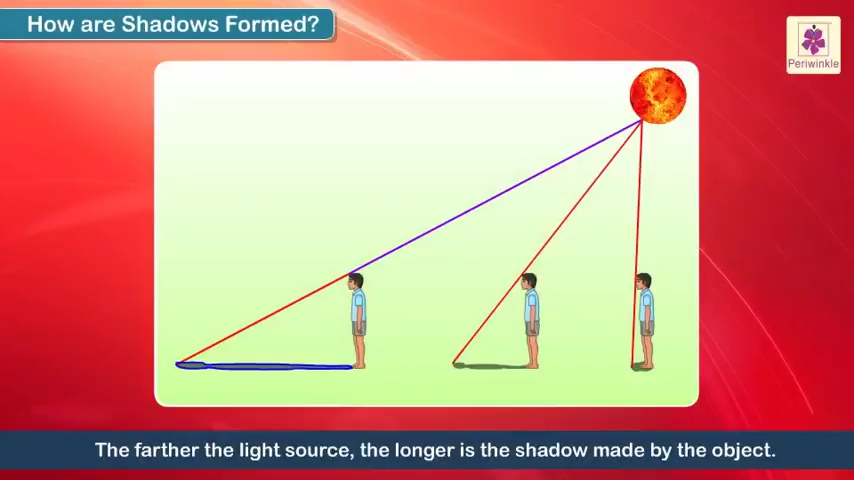 How are Shadows Formed?
Periwinkle
The farther the light source, the longer is the shadow made by the object.